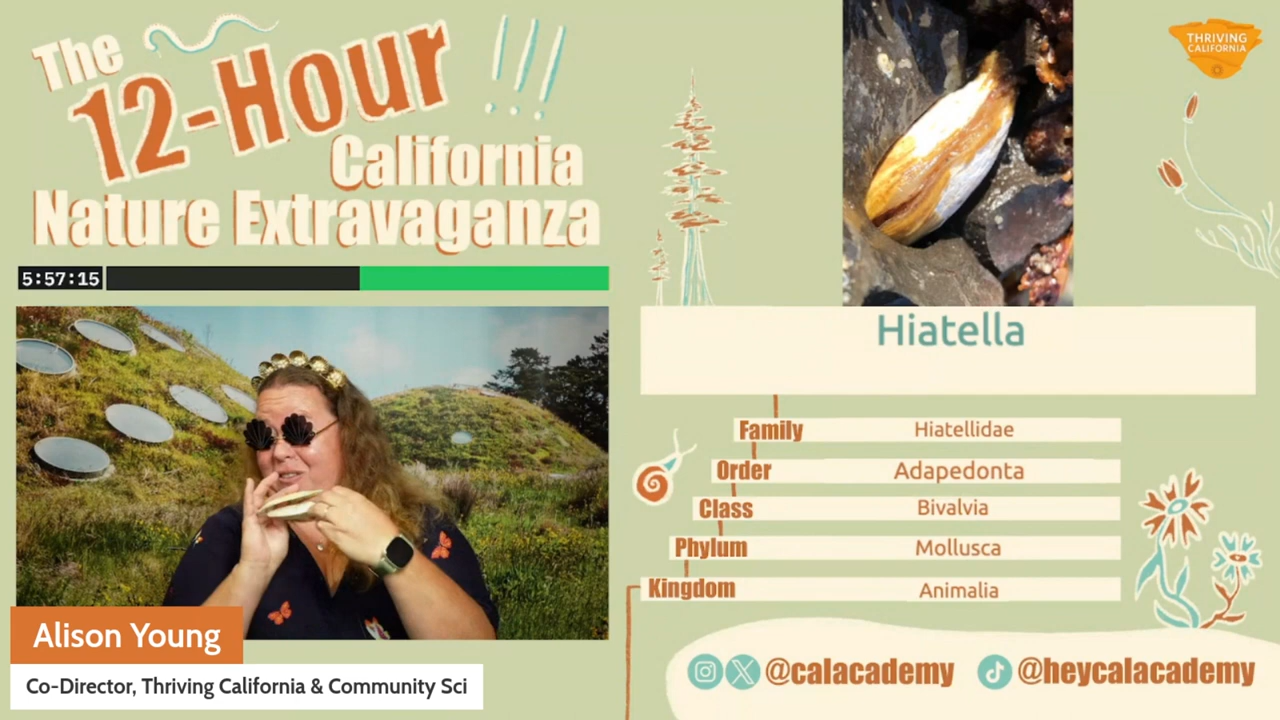 The
12-Hour!!!
California
Nature Extravaganza
5:57:15
THRIVING
CALIFORNIA
Hiatella
Family Hiatellidae
Order Adapedonta
Class Bivalvia
Phylum Mollusca
Kingdom Animalia
Alison Young
Co-Director, Thriving California & Community Sci
@calacademy @heycalacademy